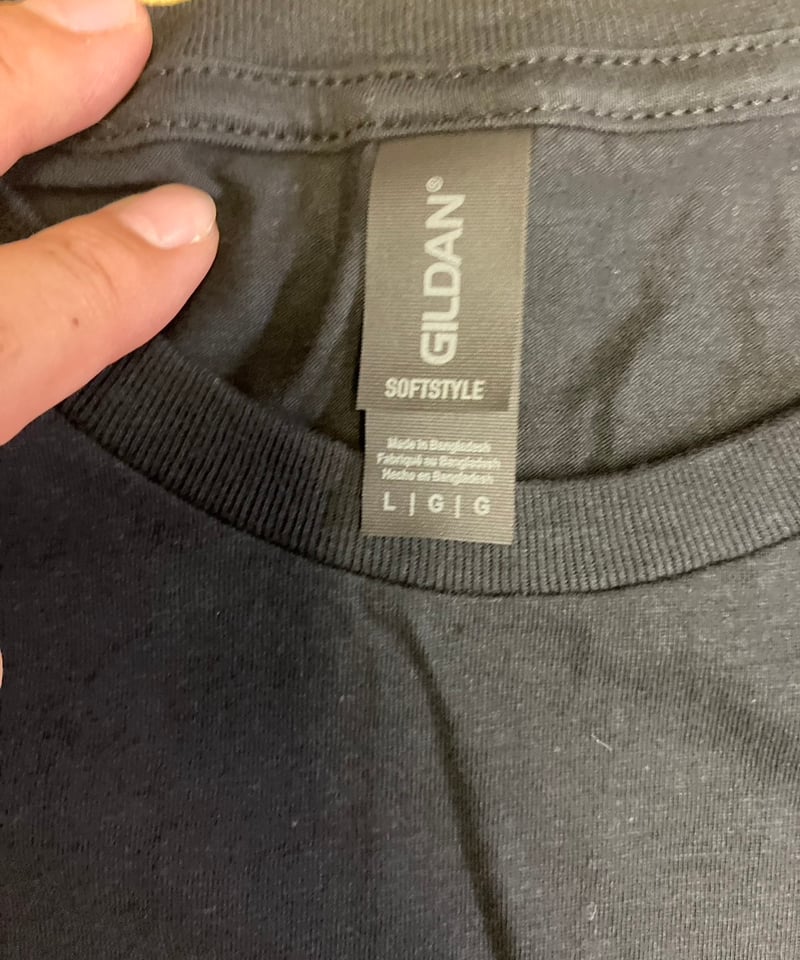 GILDAN®
SOFTSTYLE
Made in Bangladesh
Fabriqué au Bangladesh
Hecho en Bangladesh
L | G | G